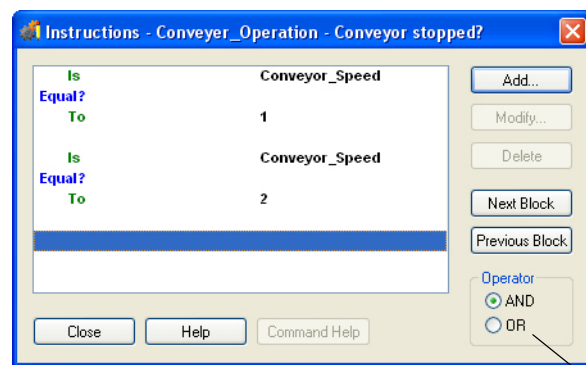 Instructions - Conveyer_Operation - Conveyor stopped?
Is Conveyor_Speed
Equal?
To 1
Is Conveyor_Speed
Equal?
To 2
Add...
Modify...
Delete
Next Block
Previous Block
Operator
AND
OR
Close Help Command Help